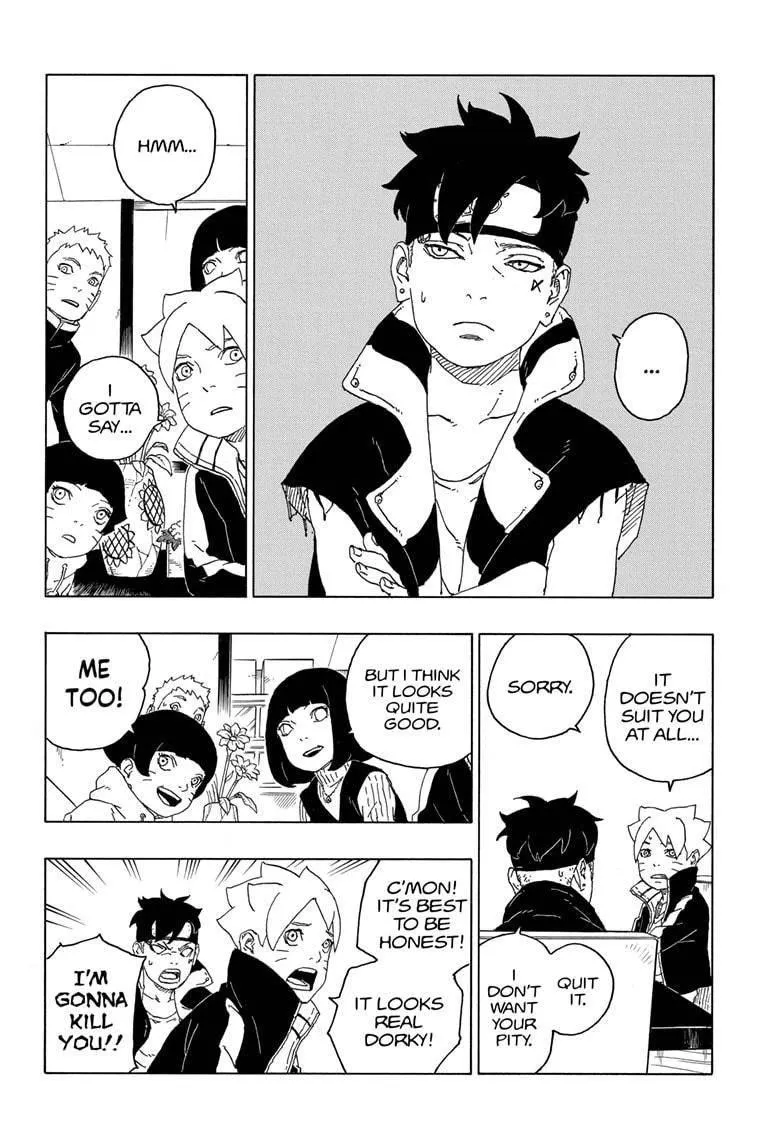 HMM...
I
GOTTA
SAY...
...
IT
DOESN'T
SUIT YOU
AT ALL...
SORRY.
QUIT
IT.
I
DON'T
WANT
YOUR
PITY.
BUT I THINK
IT LOOKS
QUITE
GOOD.
ME
TOO!
C'MON!
IT'S BEST
TO BE
HONEST!
IT LOOKS
REAL
DORKY!
I'M
GONNA
KILL
YOU!!